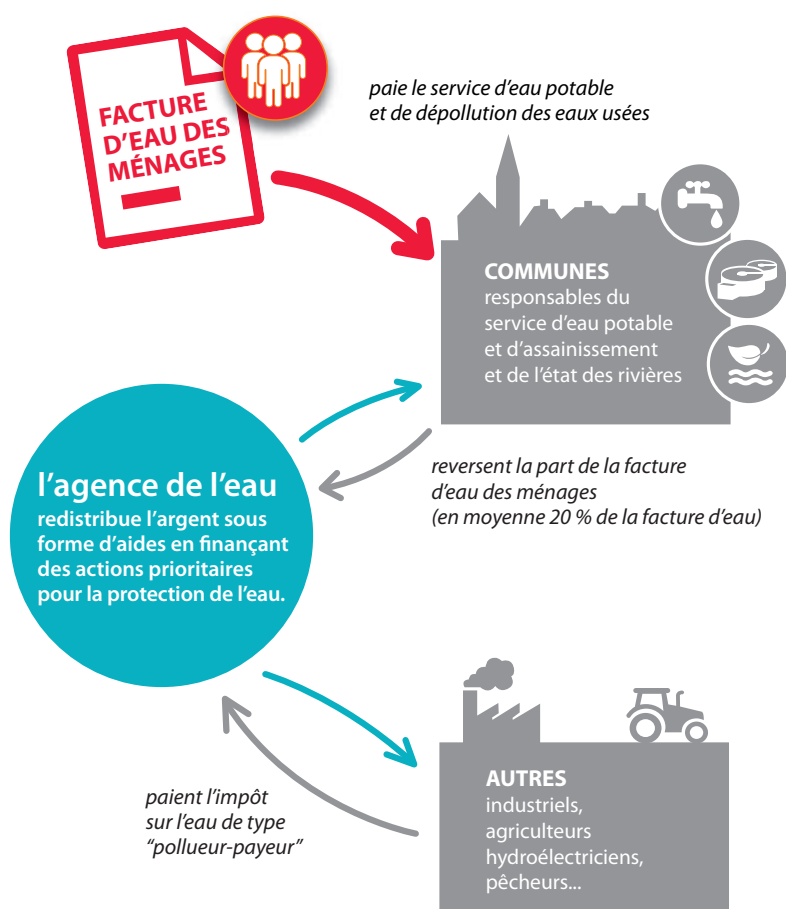 FACTURE
D'EAU DES
MÉNAGES
paie le service d'eau potable
et de dépollution des eaux usées
COMMUNES
responsables du
service d'eau potable
et d'assainissement
et de l'état des rivières
reversent la part de la facture
d'eau des ménages
(en moyenne 20 % de la facture d'eau)
l'agence de l'eau
redistribue l'argent sous
forme d'aides en finançant
des actions prioritaires
pour la protection de l'eau.
paient l'impôt
sur l'eau de type
“pollueur-payeur”
AUTRES
industriels,
agriculteurs
hydroélectriciens,
pêcheurs...